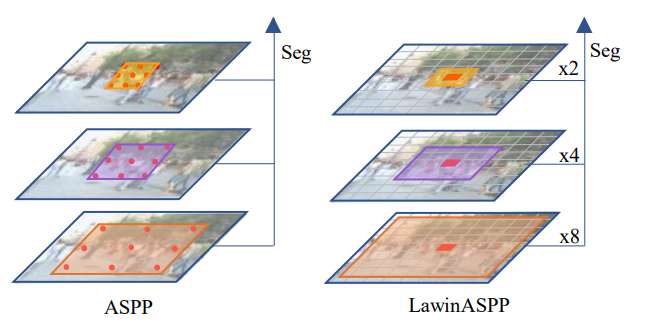 Seg
Seg
x2
x4
x8
ASPP
LawinASPP